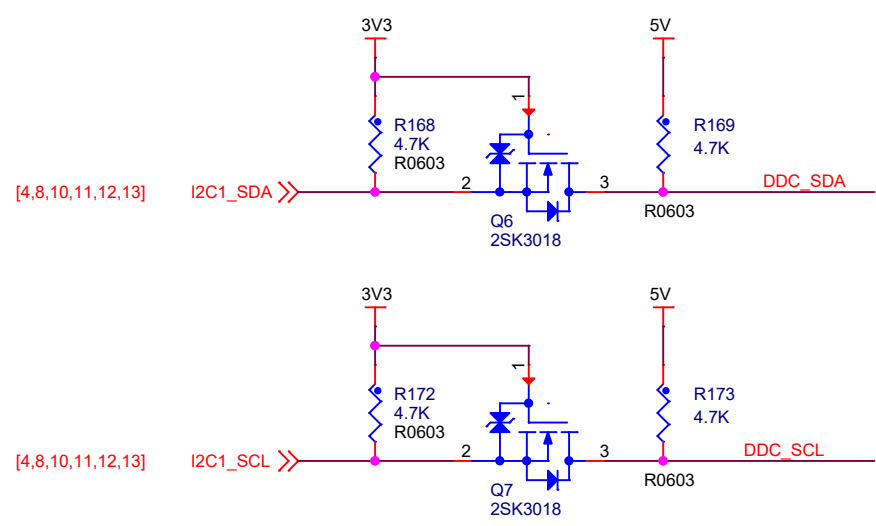 3V3
5V
1
R168
4.7K
R0603
R169
4.7K
[4,8,10,11,12,13]
I2C1_SDA
2
3
DDC_SDA
R0603
Q6
2SK3018
3V3
5V
1
R172
4.7K
R0603
R173
4.7K
[4,8,10,11,12,13]
I2C1_SCL
2
3
DDC_SCL
R0603
Q7
2SK3018